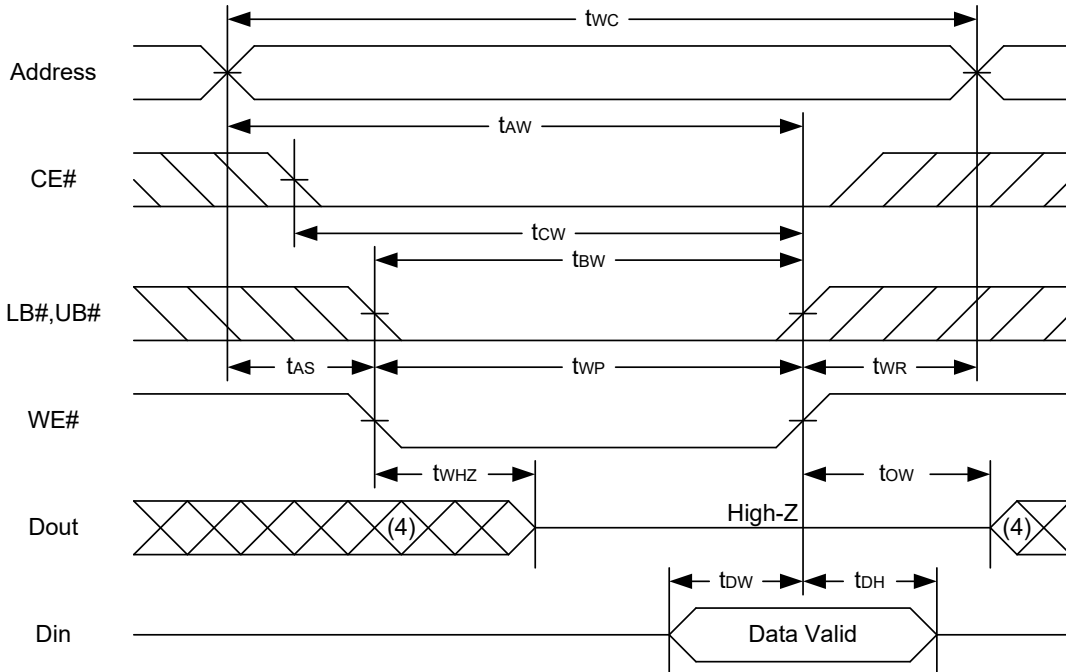 tWC
Address
tAW
CE#
tCW
tBW
LB#,UB#
tAS
tWP
tWR
WE#
tWHZ
tOW
High-Z
Dout
(4)
(4)
tDW
tDH
Din
Data Valid